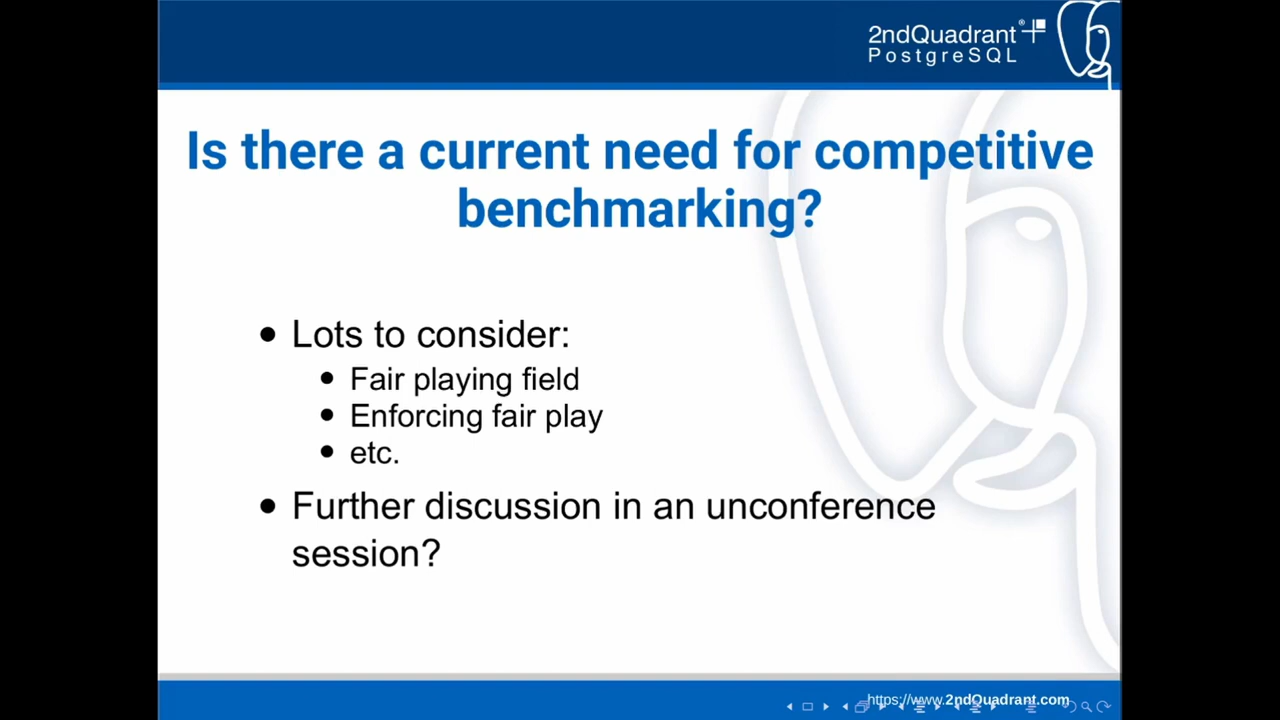 2ndQuadrant®
PostgreSQL
Is there a current need for competitive
benchmarking?
• Lots to consider:
• Fair playing field
• Enforcing fair play
• etc.
• Further discussion in an unconference
session?
https://www.2ndQuadrant.com